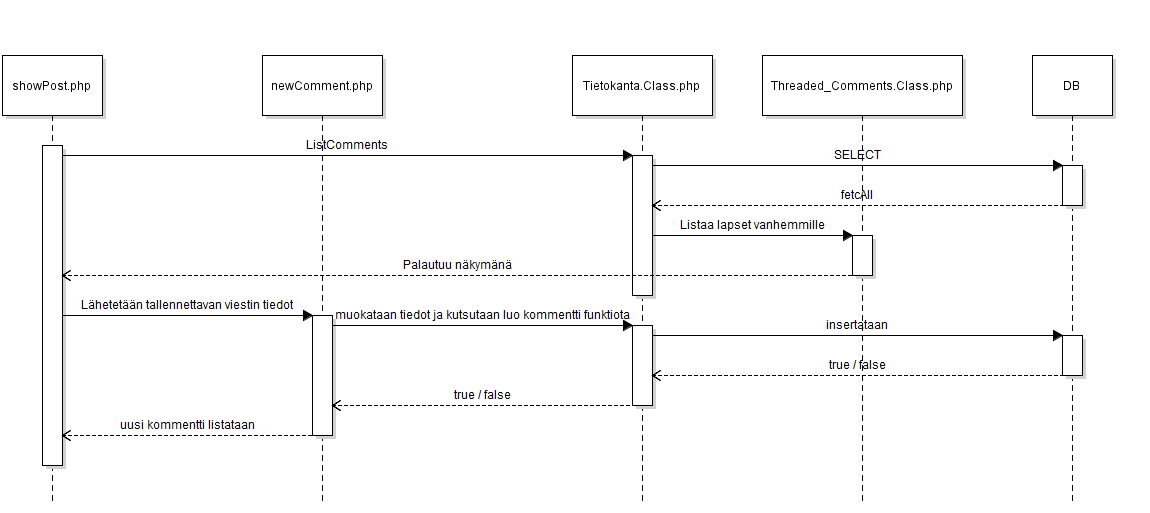 showPost.php
newComment.php
Tietokanta.Class.php
Threaded_Comments.Class.php
DB
ListComments
SELECT
fetcAll
Listaa lapset vanhemmille
Palautuu näkymänä
Lähetetään tallennettavan viestin tiedot
muokataan tiedot ja kutsutaan luo kommentti funktiota
insertataan
true / false
true / false
uusi kommentti listataan